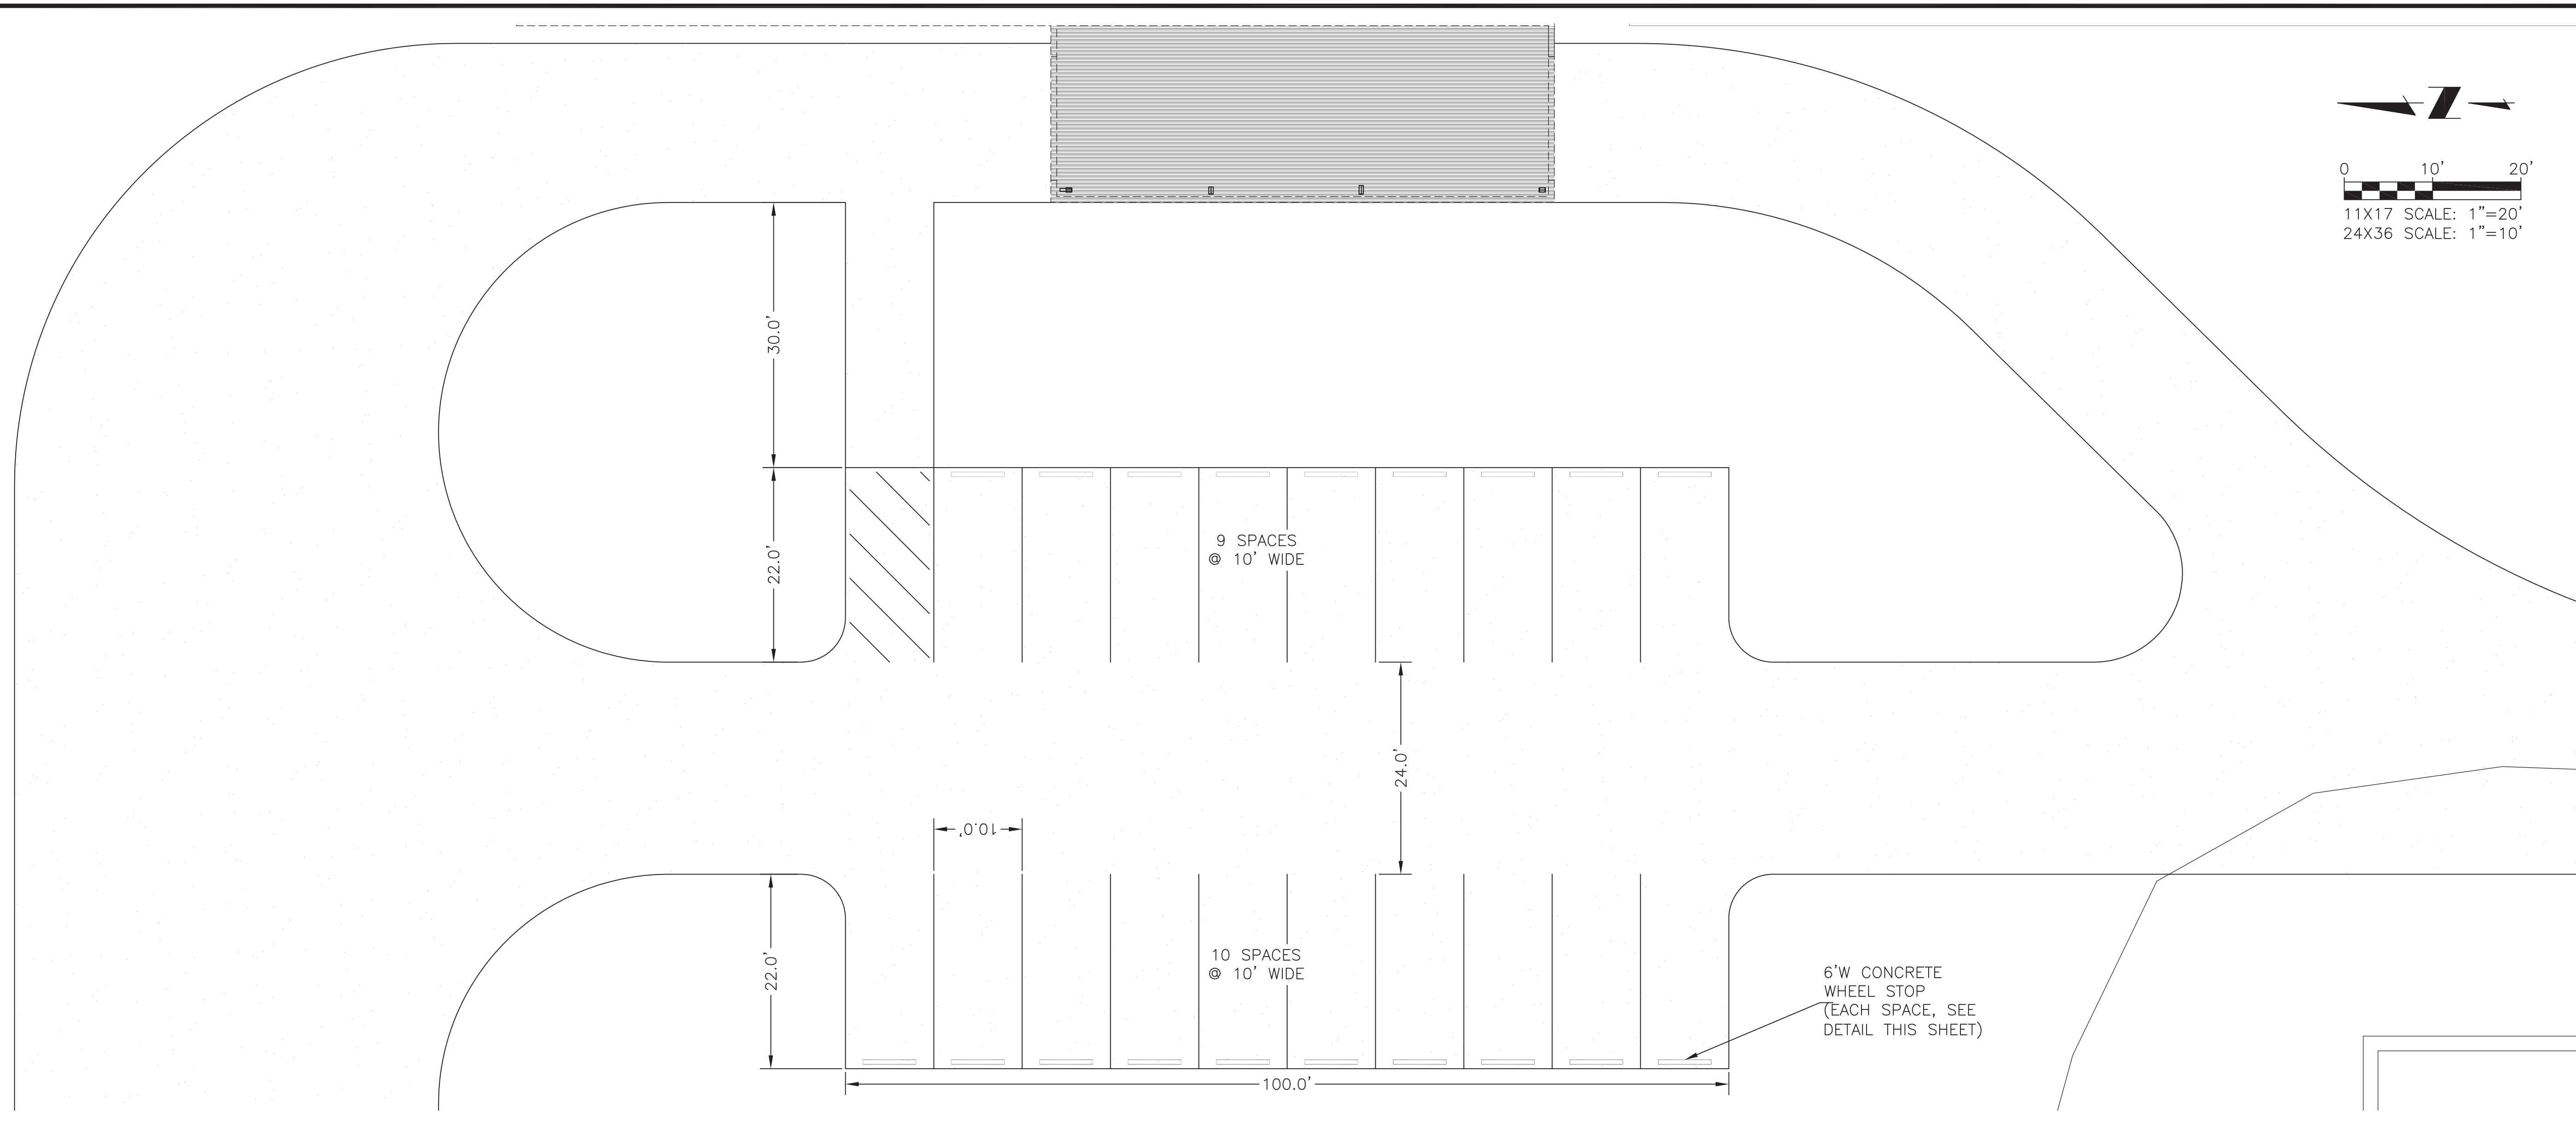 Z
0 10' 20'
11X17 SCALE: 1"=20'
24X36 SCALE: 1"=10'
30.0'
22.0'
9 SPACES
@ 10' WIDE
24.0'
10.0'
22.0'
10 SPACES
@ 10' WIDE
6'W CONCRETE
WHEEL STOP
(EACH SPACE, SEE
DETAIL THIS SHEET)
100.0'